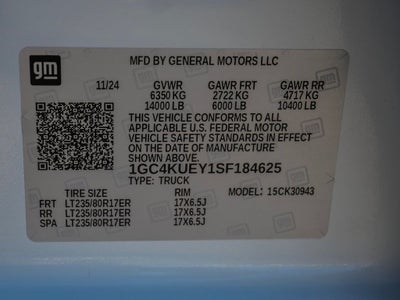 gm
MFD BY GENERAL MOTORS LLC
11/24 GVWR GAWR FRT GAWR RR
6350 KG 2722 KG 4717 KG
14000 LB 6000 LB 10400 LB
THIS VEHICLE CONFORMS TO ALL
APPLICABLE U.S. FEDERAL MOTOR
VEHICLE SAFETY STANDARDS IN EFFECT
ON THE DATE OF MANUFACTURE
1GC4KUEY1SF184625
TYPE: TRUCK
TIRE SIZE RIM MODEL: 15CK30943
FRT LT235/80R17ER 17X6.5J
RR LT235/80R17ER 17X6.5J
SPA LT235/80R17ER 17X6.5J